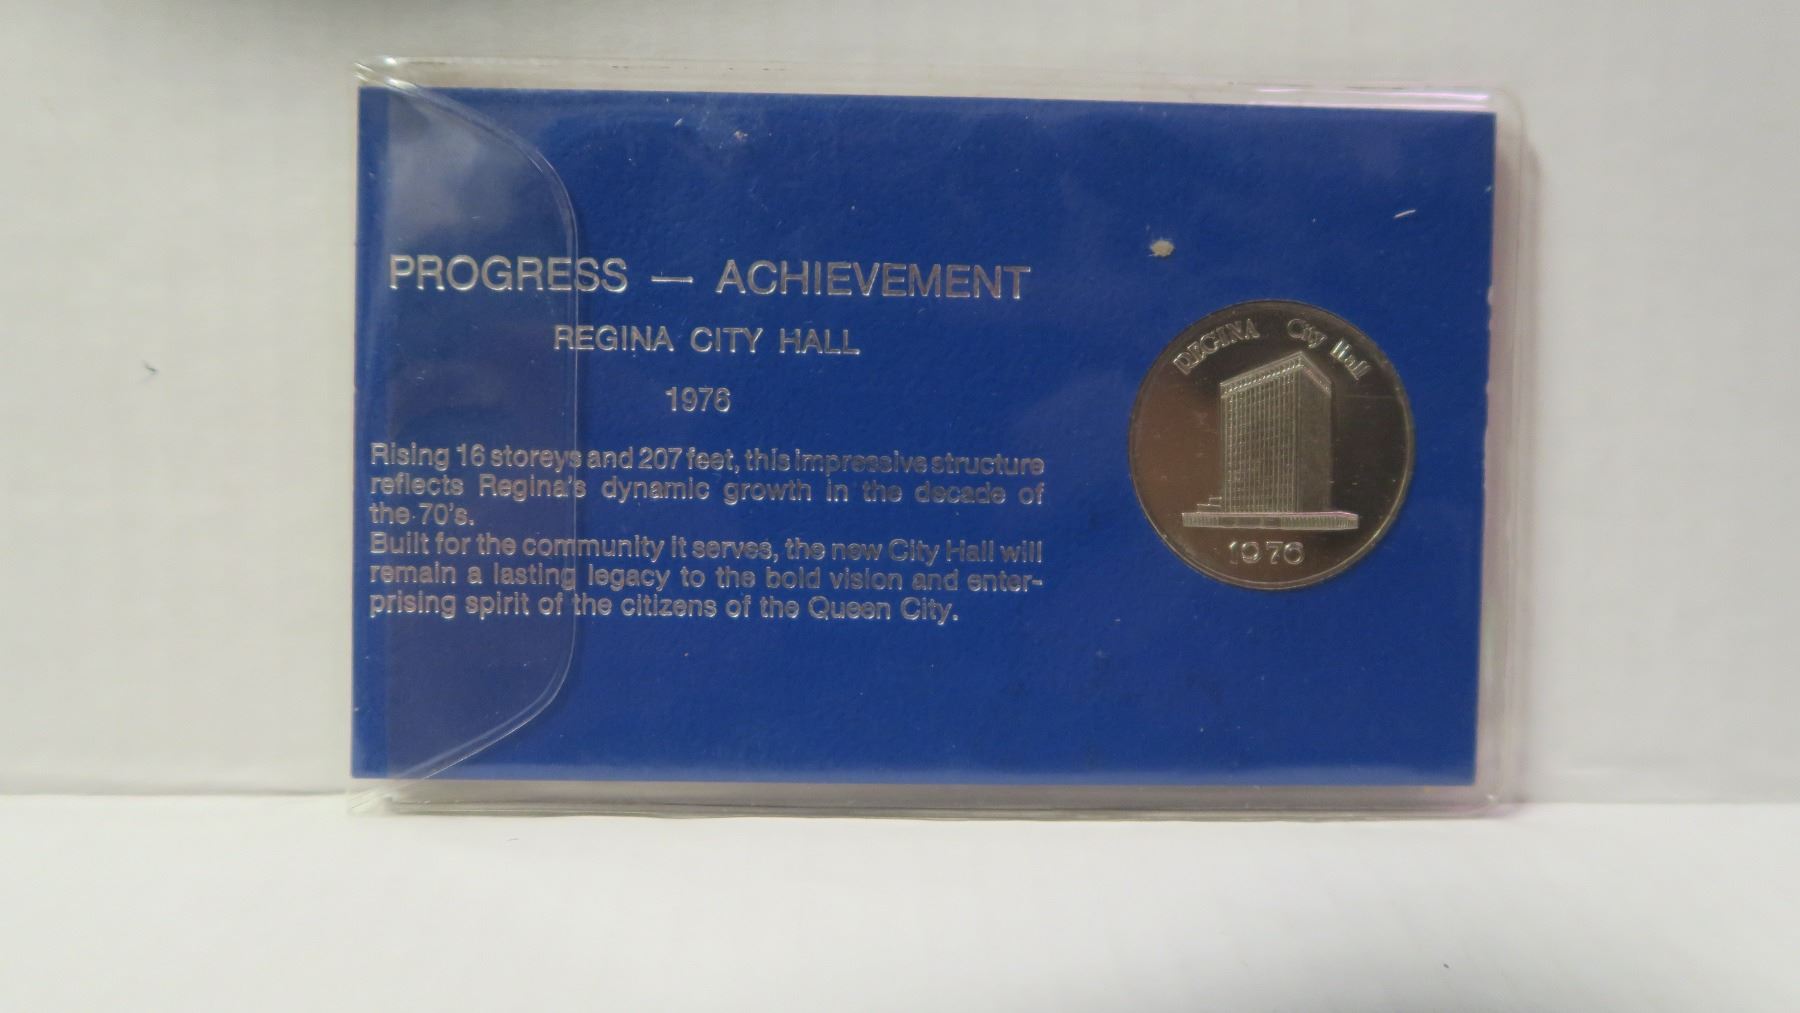 PROGRESS — ACHIEVEMENT
REGINA CITY HALL
1976
Rising 16 storeys and 207 feet, this impressive structure
reflects Regina's dynamic growth in the decade of
the 70's.
Built for the community it serves, the new City Hall will
remain a lasting legacy to the bold vision and enter-
prising spirit of the citizens of the Queen City.
REGINA City Hall
1976